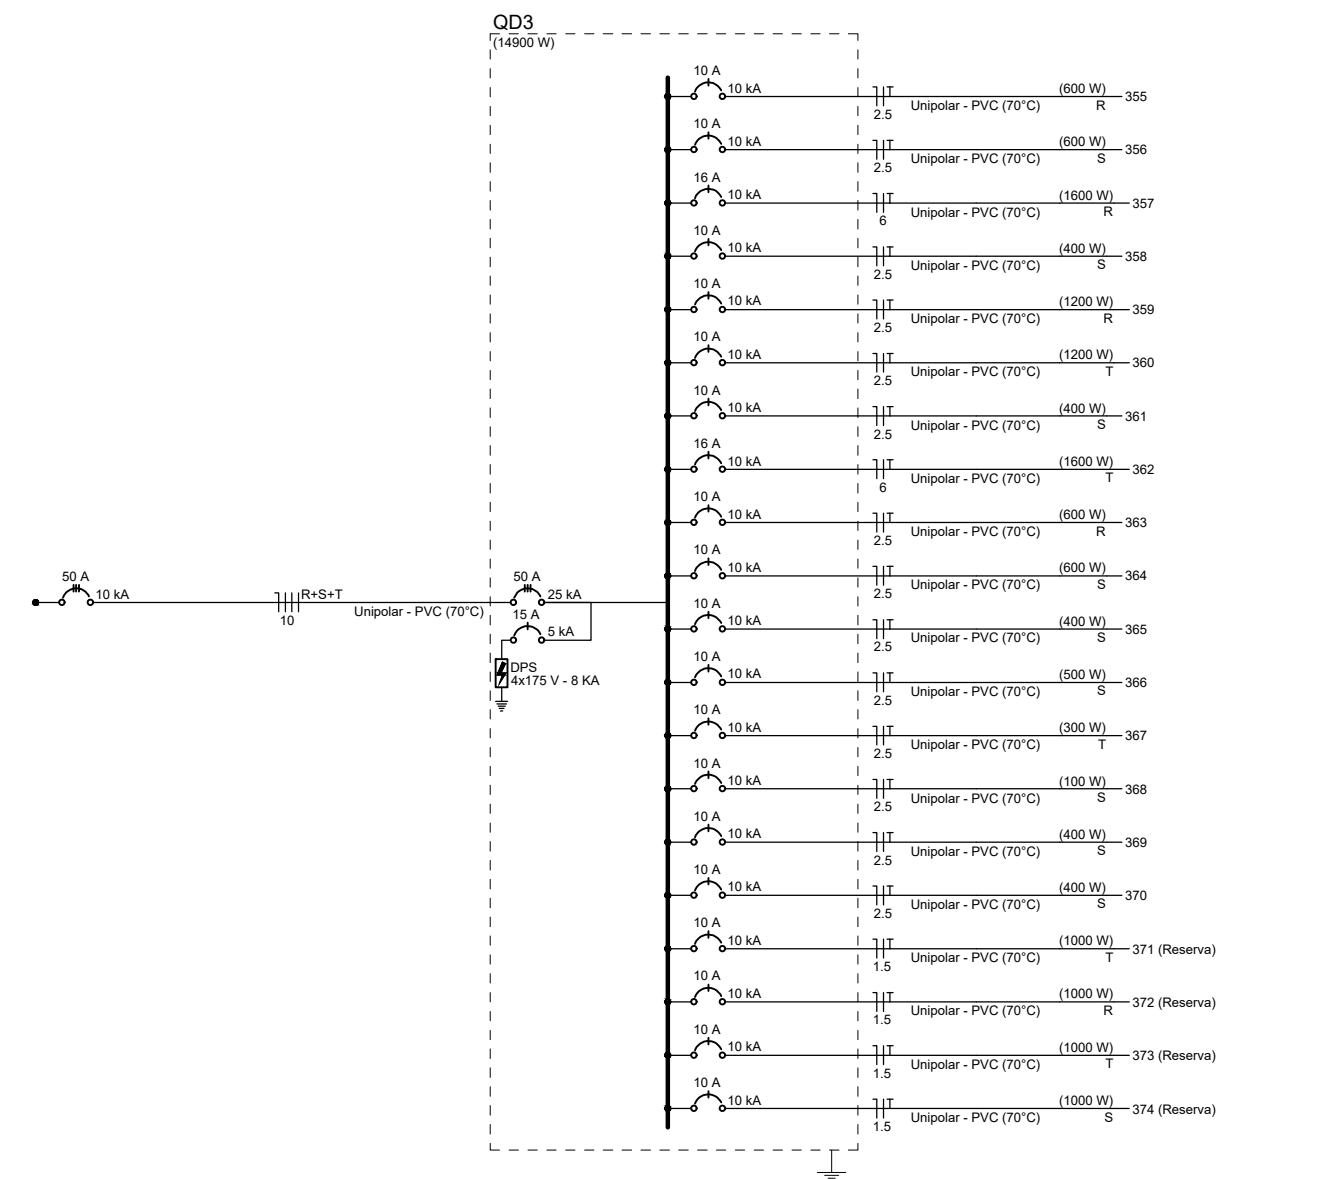 QD3
(14900 W)
10 A
10 kA
2.5
Unipolar - PVC (70°C)
(600 W)
R
355
10 A
10 kA
2.5
Unipolar - PVC (70°C)
(600 W)
S
356
16 A
10 kA
6
Unipolar - PVC (70°C)
(1600 W)
R
357
10 A
10 kA
2.5
Unipolar - PVC (70°C)
(400 W)
S
358
10 A
10 kA
2.5
Unipolar - PVC (70°C)
(1200 W)
R
359
10 A
10 kA
2.5
Unipolar - PVC (70°C)
(1200 W)
T
360
10 A
10 kA
2.5
Unipolar - PVC (70°C)
(400 W)
S
361
16 A
10 kA
6
Unipolar - PVC (70°C)
(1600 W)
T
362
10 A
10 kA
2.5
Unipolar - PVC (70°C)
(600 W)
R
363
10 A
10 kA
2.5
Unipolar - PVC (70°C)
(600 W)
S
364
50 A
10 kA
R+S+T
10
Unipolar - PVC (70°C)
50 A
25 kA
15 A
5 kA
DPS
4x175 V - 8 KA
10 A
10 kA
2.5
Unipolar - PVC (70°C)
(400 W)
S
365
10 A
10 kA
2.5
Unipolar - PVC (70°C)
(500 W)
S
366
10 A
10 kA
2.5
Unipolar - PVC (70°C)
(300 W)
T
367
10 A
10 kA
2.5
Unipolar - PVC (70°C)
(100 W)
S
368
10 A
10 kA
2.5
Unipolar - PVC (70°C)
(400 W)
S
369
10 A
10 kA
2.5
Unipolar - PVC (70°C)
(400 W)
S
370
10 A
10 kA
1.5
Unipolar - PVC (70°C)
(1000 W)
T
371 (Reserva)
10 A
10 kA
1.5
Unipolar - PVC (70°C)
(1000 W)
R
372 (Reserva)
10 A
10 kA
1.5
Unipolar - PVC (70°C)
(1000 W)
T
373 (Reserva)
10 A
10 kA
1.5
Unipolar - PVC (70°C)
(1000 W)
S
374 (Reserva)